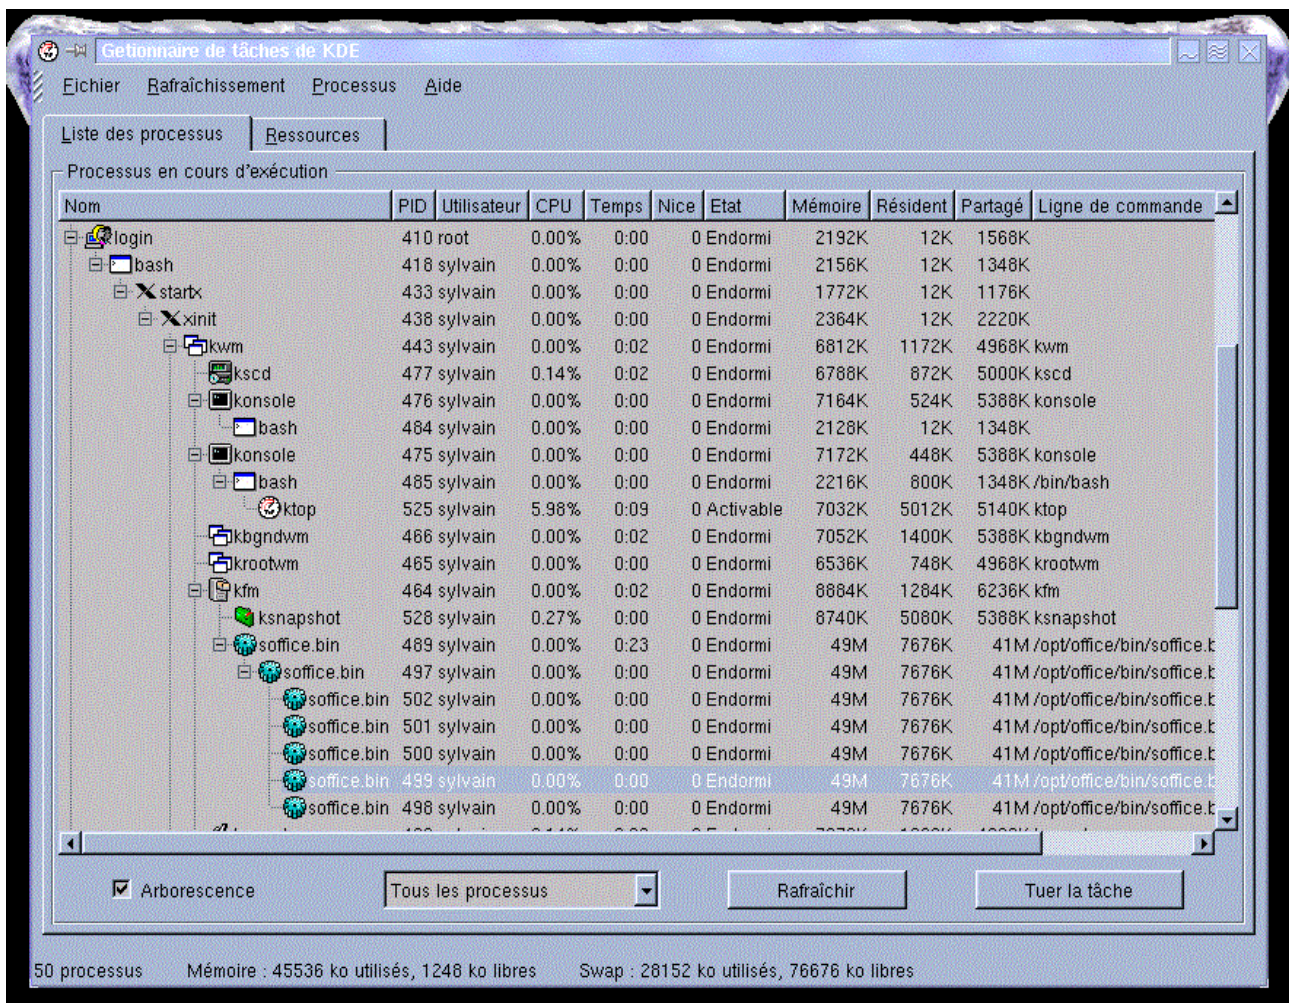 Getionnaire de tâches de KDE
Fichier Rafraîchissement Processus Aide
Liste des processus Ressources
Processus en cours d'exécution
Nom PID Utilisateur CPU Temps Nice Etat Mémoire Résident Partagé Ligne de commande
login 410 root 0.00% 0:00 0 Endormi 2192K 12K 1568K
bash 418 sylvain 0.00% 0:00 0 Endormi 2156K 12K 1348K
startx 433 sylvain 0.00% 0:00 0 Endormi 1772K 12K 1176K
xinit 438 sylvain 0.00% 0:00 0 Endormi 2364K 12K 2220K
kwm 443 sylvain 0.00% 0:02 0 Endormi 6812K 1172K 4968K kwm
kscd 477 sylvain 0.14% 0:02 0 Endormi 6788K 872K 5000K kscd
konsole 476 sylvain 0.00% 0:00 0 Endormi 7164K 524K 5388K konsole
bash 484 sylvain 0.00% 0:00 0 Endormi 2128K 12K 1348K
konsole 475 sylvain 0.00% 0:00 0 Endormi 7172K 448K 5388K konsole
bash 485 sylvain 0.00% 0:00 0 Endormi 2216K 800K 1348K /bin/bash
ktop 525 sylvain 5.98% 0:09 0 Activable 7032K 5012K 5140K ktop
kbgndwm 466 sylvain 0.00% 0:02 0 Endormi 7052K 1400K 5388K kbgndwm
krootwm 465 sylvain 0.00% 0:00 0 Endormi 6536K 748K 4968K krootwm
kfm 464 sylvain 0.00% 0:02 0 Endormi 8884K 1284K 6236K kfm
ksnapshot 528 sylvain 0.27% 0:00 0 Endormi 8740K 5080K 5388K ksnapshot
soffice.bin 489 sylvain 0.00% 0:23 0 Endormi 49M 7676K 41M /opt/office/bin/soffice.b
soffice.bin 497 sylvain 0.00% 0:00 0 Endormi 49M 7676K 41M /opt/office/bin/soffice.b
soffice.bin 502 sylvain 0.00% 0:00 0 Endormi 49M 7676K 41M /opt/office/bin/soffice.b
soffice.bin 501 sylvain 0.00% 0:00 0 Endormi 49M 7676K 41M /opt/office/bin/soffice.b
soffice.bin 500 sylvain 0.00% 0:00 0 Endormi 49M 7676K 41M /opt/office/bin/soffice.b
soffice.bin 499 sylvain 0.00% 0:00 0 Endormi 49M 7676K 41M /opt/office/bin/soffice.b
soffice.bin 498 sylvain 0.00% 0:00 0 Endormi 49M 7676K 41M /opt/office/bin/soffice.b
Arborescence Tous les processus Rafraîchir Tuer la tâche
50 processus Mémoire : 45536 ko utilisés, 1248 ko libres Swap : 28152 ko utilisés, 76676 ko libres